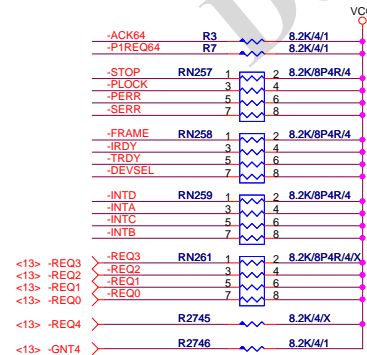 VCC
-ACK64 R3 8.2K/4/1
-P1REQ64 R7 8.2K/4/1
-STOP RN257 1 2 8.2K/8P4R/4
-PLOCK 3 4
-PERR 5 6
-SERR 7 8
-FRAME RN258 1 2 8.2K/8P4R/4
-IRDY 3 4
-TRDY 5 6
-DEVSEL 7 8
-INTD RN259 1 2 8.2K/8P4R/4
-INTA 3 4
-INTC 5 6
-INTB 7 8
<13> -REQ3 -REQ3 RN261 1 2 8.2K/8P4R/4/X
<13> -REQ2 -REQ2 3 4
<13> -REQ1 -REQ1 5 6
<13> -REQ0 -REQ0 7 8
<13> -REQ4 R2745 8.2K/4/X
<13> -GNT4 R2746 8.2K/4/1